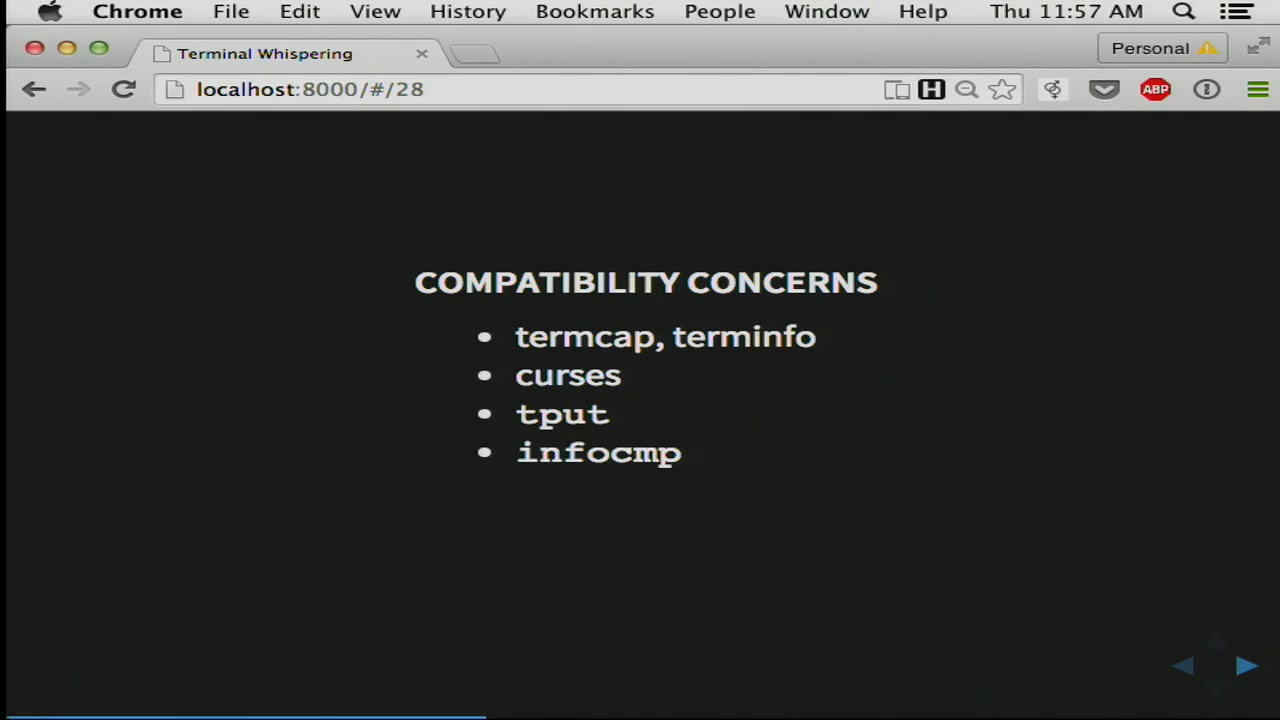 Chrome File Edit View History Bookmarks People Window Help Thu 11:57 AM
Terminal Whispering × Personal
localhost:8000/#/28 H ABP
COMPATIBILITY CONCERNS
• termcap, terminfo
• curses
• tput
• infocmp